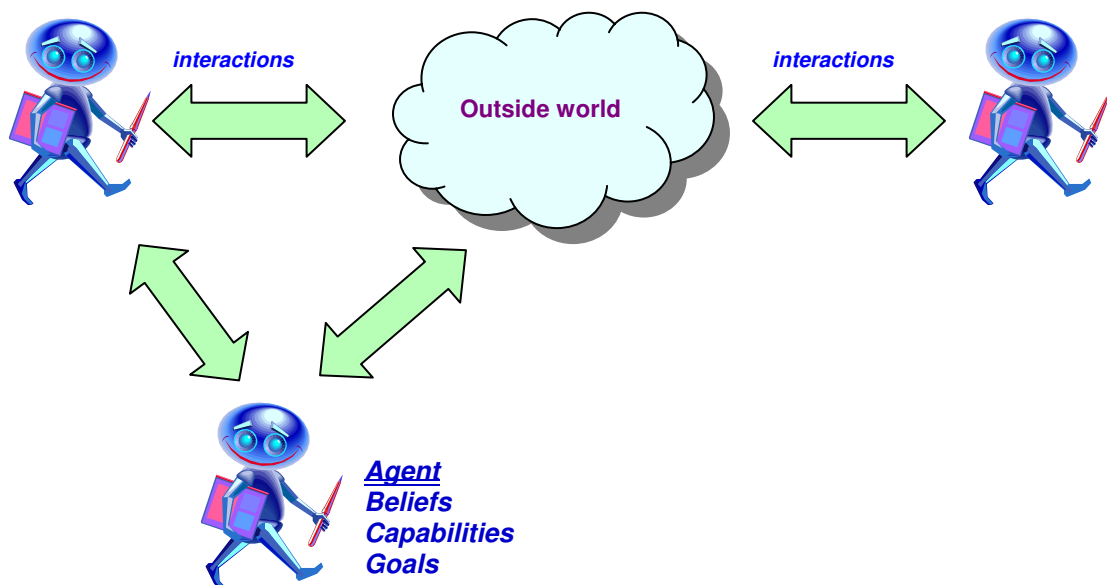 interactions
interactions
Outside world
Agent
Beliefs
Capabilities
Goals